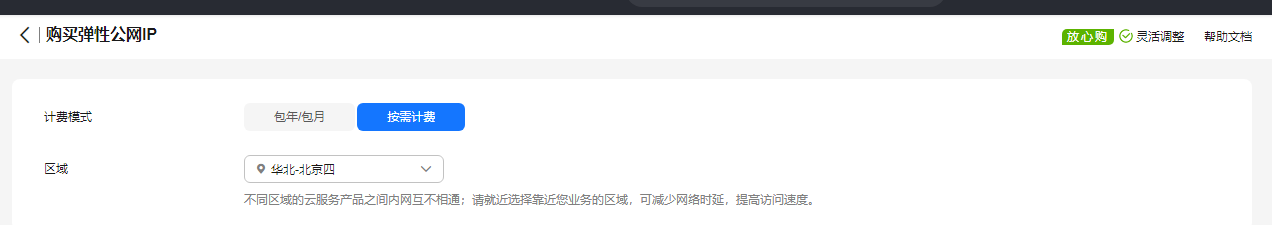 购买弹性公网IP
放心购 灵活调整 帮助文档
计费模式 包年/包月 按需计费
区域 华北-北京四
不同区域的云服务产品之间内网互不相通；请就近选择靠近您业务的区域，可减少网络时延，提高访问速度。